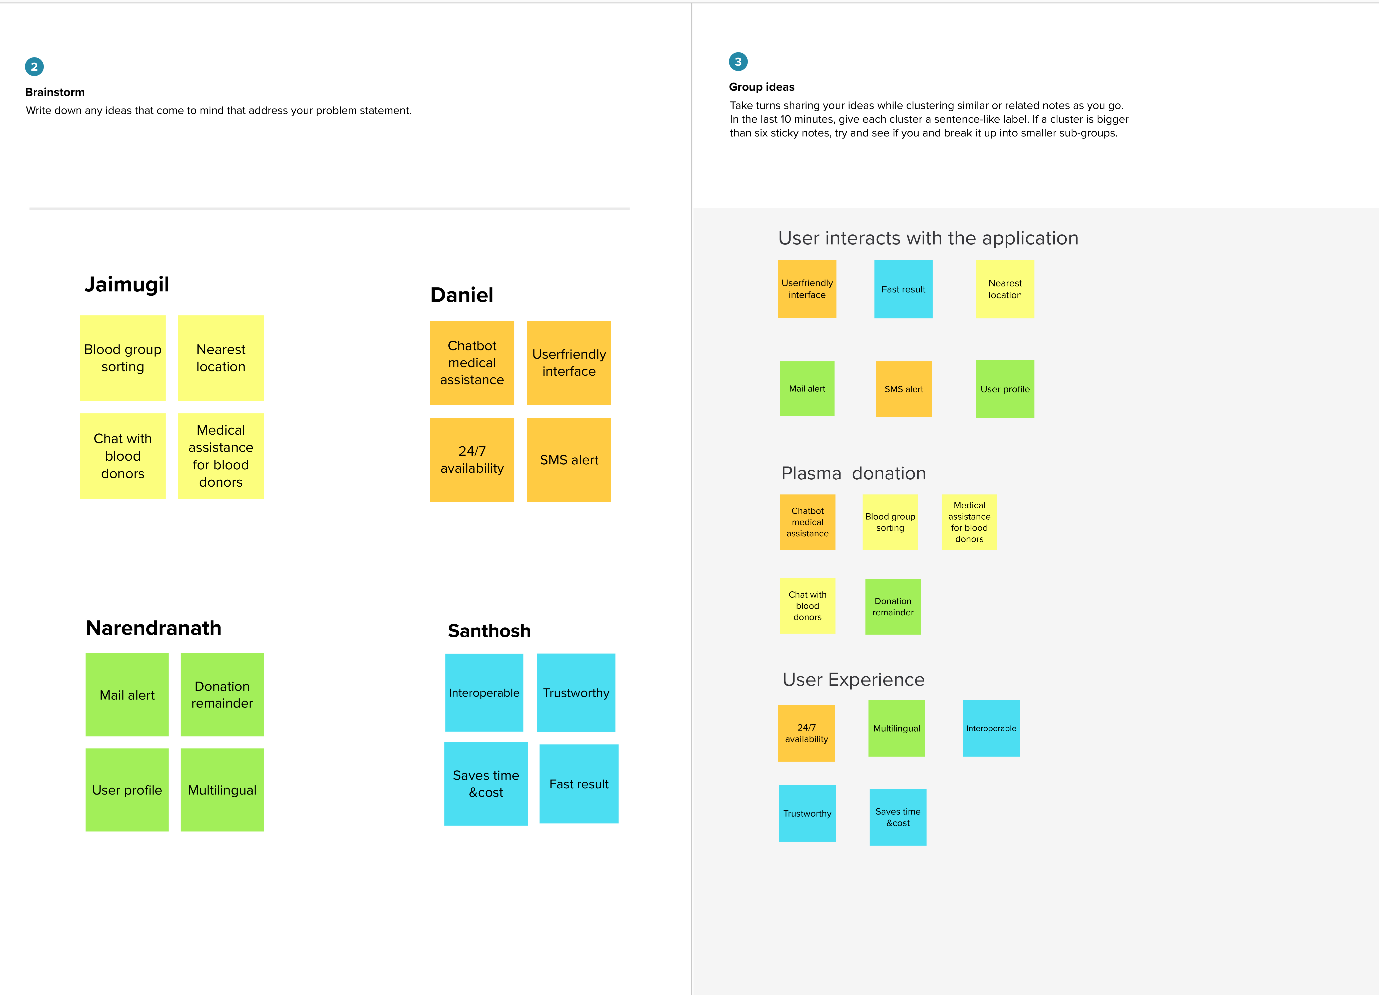 2
Brainstorm
Write down any ideas that come to mind that address your problem statement.
Jaimugil
Blood group
sorting
Nearest
location
Chat with
blood
donors
Medical
assistance
for blood
donors
Daniel
Chatbot
medical
assistance
Userfriendly
interface
24/7
availability
SMS alert
Narendranath
Mail alert
Donation
remainder
User profile
Multilingual
Santhosh
Interoperable
Trustworthy
Saves time
&cost
Fast result
3
Group ideas
Take turns sharing your ideas while clustering similar or related notes as you go.
In the last 10 minutes, give each cluster a sentence-like label. If a cluster is bigger
than six sticky notes, try and see if you and break it up into smaller sub-groups.
User interacts with the application
Userfriendly
interface
Fast result
Nearest
location
Mail alert
SMS alert
User profile
Plasma donation
Chatbot
medical
assistance
Blood group
sorting
Medical
assistance
for blood
donors
Chat with
blood
donors
Donation
remainder
User Experience
24/7
availability
Multilingual
Interoperable
Trustworthy
Saves time
&cost